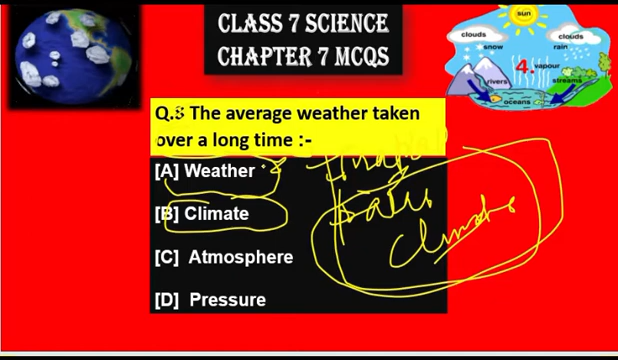 CLASS 7 SCIENCE
CHAPTER 7 MCQS
sun
clouds
clouds
snow
rain
4. vapour
rivers
streams
oceans
Q.8 The average weather taken
over a long time :-
[A] Weather
[B] Climate
[C] Atmosphere
[D] Pressure
Climate